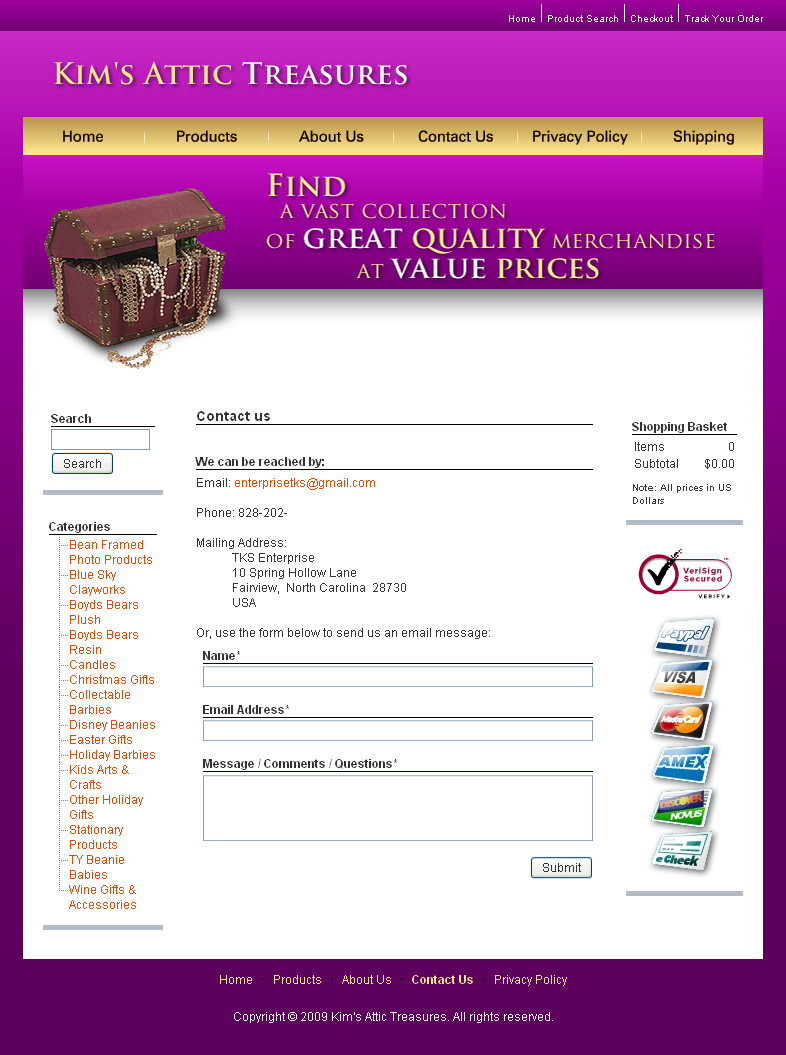 Home Product Search Checkout Track Your Order
KIM'S ATTIC TREASURES
Home Products About Us Contact Us Privacy Policy Shipping
FIND
A VAST COLLECTION
OF GREAT QUALITY MERCHANDISE
AT VALUE PRICES
Search
Search
Categories
Bean Framed
Photo Products
Blue Sky
Clayworks
Boyds Bears
Plush
Boyds Bears
Resin
Candles
Christmas Gifts
Collectable
Barbies
Disney Beanies
Easter Gifts
Holiday Barbies
Kids Arts &
Crafts
Other Holiday
Gifts
Stationary
Products
TY Beanie
Babies
Wine Gifts &
Accessories
Contact us
We can be reached by:
Email: enterprisetks@gmail.com
Phone: 828-202-
Mailing Address:
TKS Enterprise
10 Spring Hollow Lane
Fairview, North Carolina 28730
USA
Or, use the form below to send us an email message:
Name*
Email Address*
Message / Comments / Questions*
Submit
Shopping Basket
Items 0
Subtotal $0.00
Note: All prices in US
Dollars
VeriSign™
Secured
VERIFY
PayPal
VISA
MasterCard
AMEX
DISCOVER
NOVUS
eCheck
Home · Products · About Us · Contact Us · Privacy Policy
Copyright © 2009 Kim's Attic Treasures. All rights reserved.